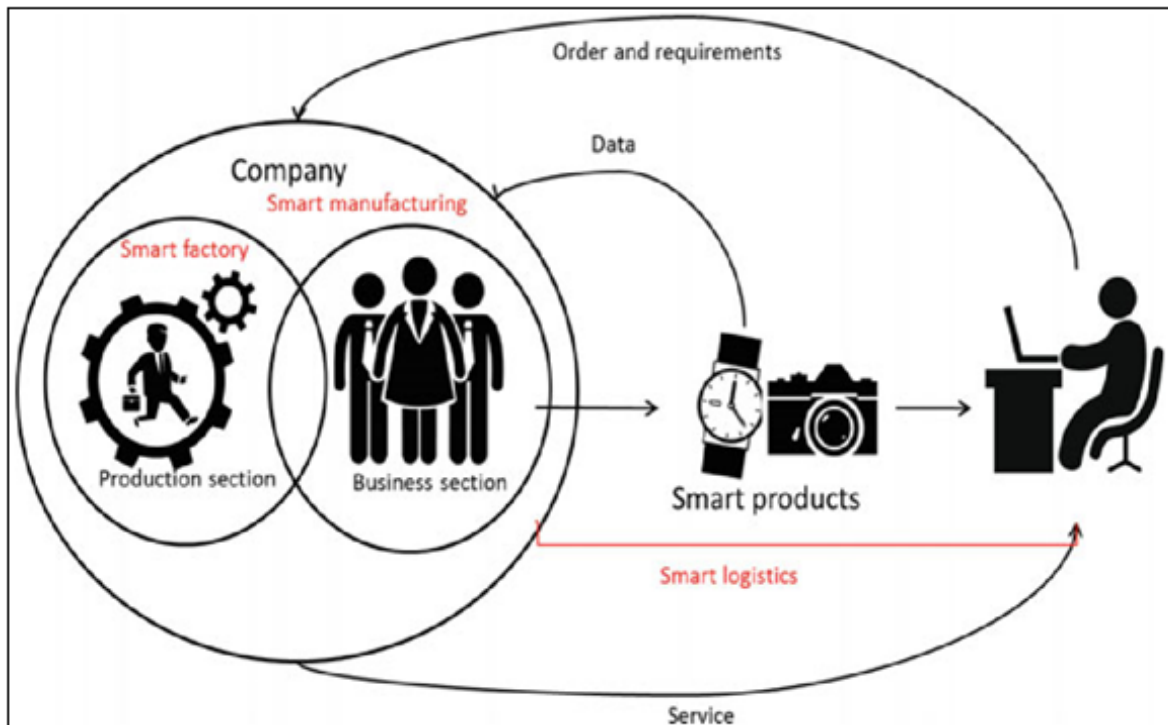 Order and requirements
Data
Company
Smart manufacturing
Smart factory
Production section
Business section
Smart products
Smart logistics
Service